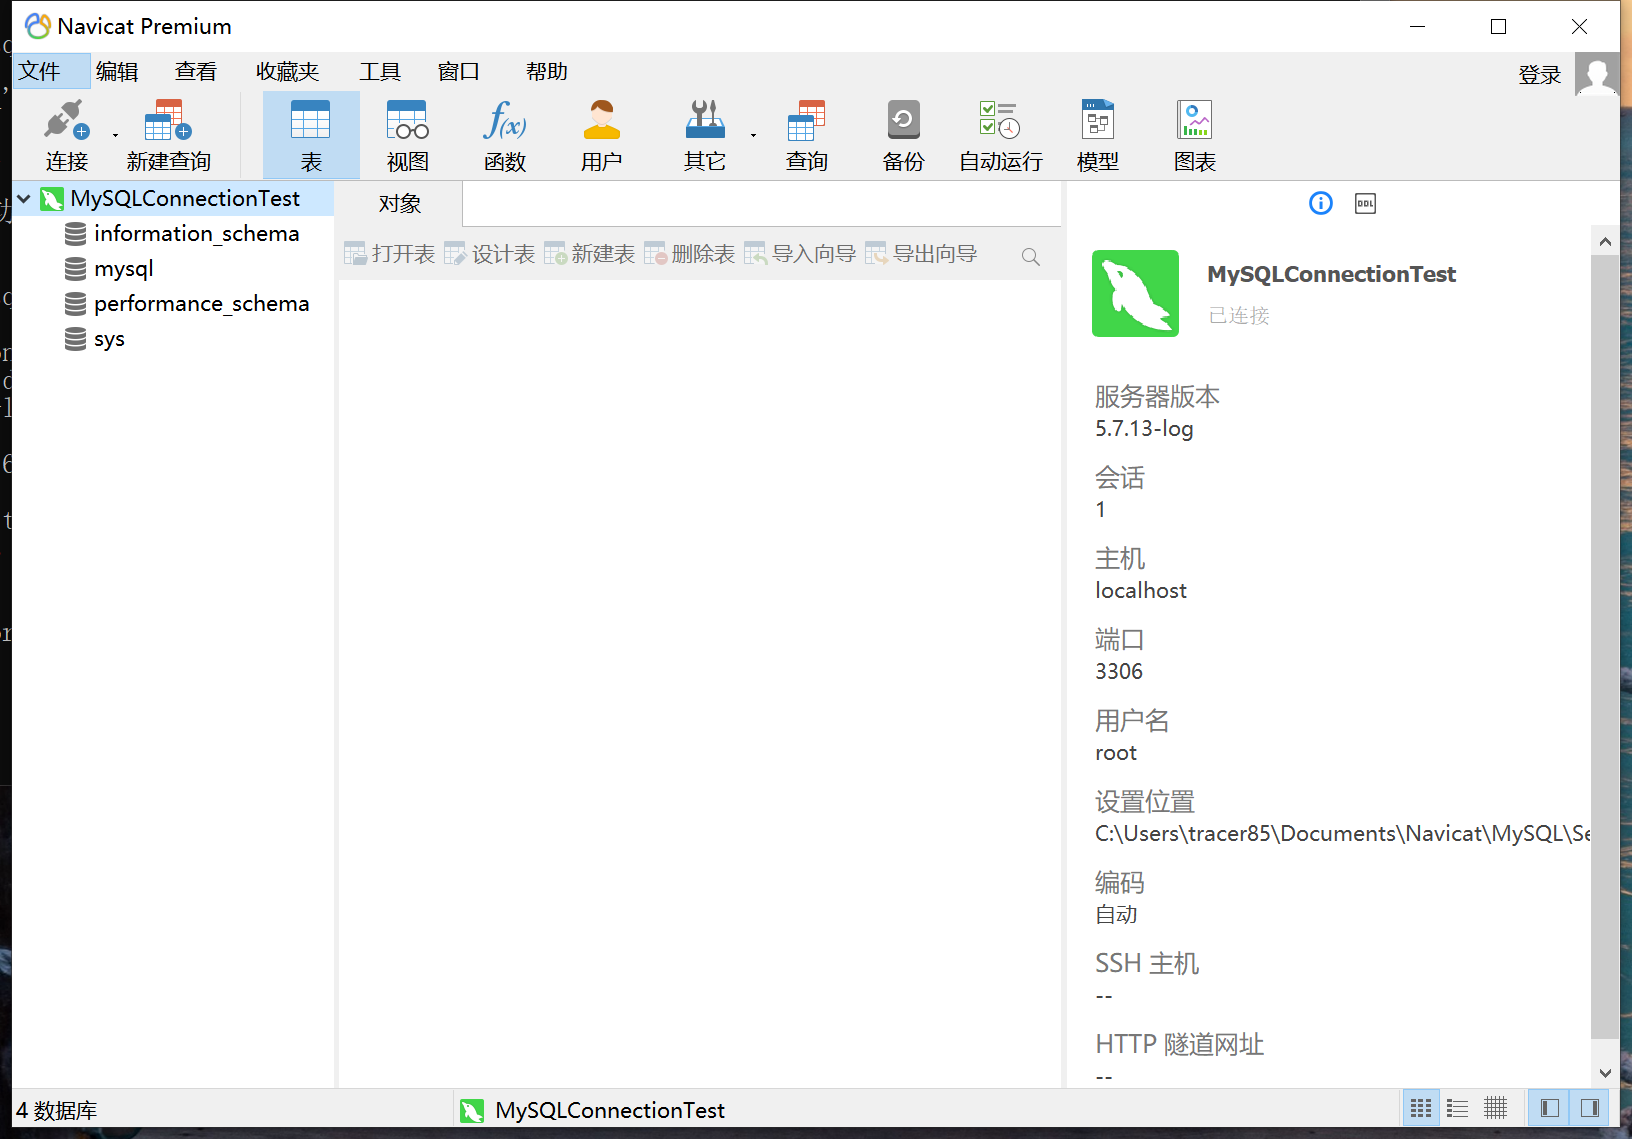 Navicat Premium
文件 编辑 查看 收藏夹 工具 窗口 帮助 登录
连接 新建查询 表 视图 函数 用户 其它 查询 备份 自动运行 模型 图表
MySQLConnectionTest
information_schema
mysql
performance_schema
sys
对象
打开表 设计表 新建表 删除表 导入向导 导出向导
DDL
MySQLConnectionTest
已连接
服务器版本
5.7.13-log
会话
1
主机
localhost
端口
3306
用户名
root
设置位置
C:\Users\tracer85\Documents\Navicat\MySQL\Se
编码
自动
SSH 主机
--
HTTP 隧道网址
--
4 数据库 MySQLConnectionTest